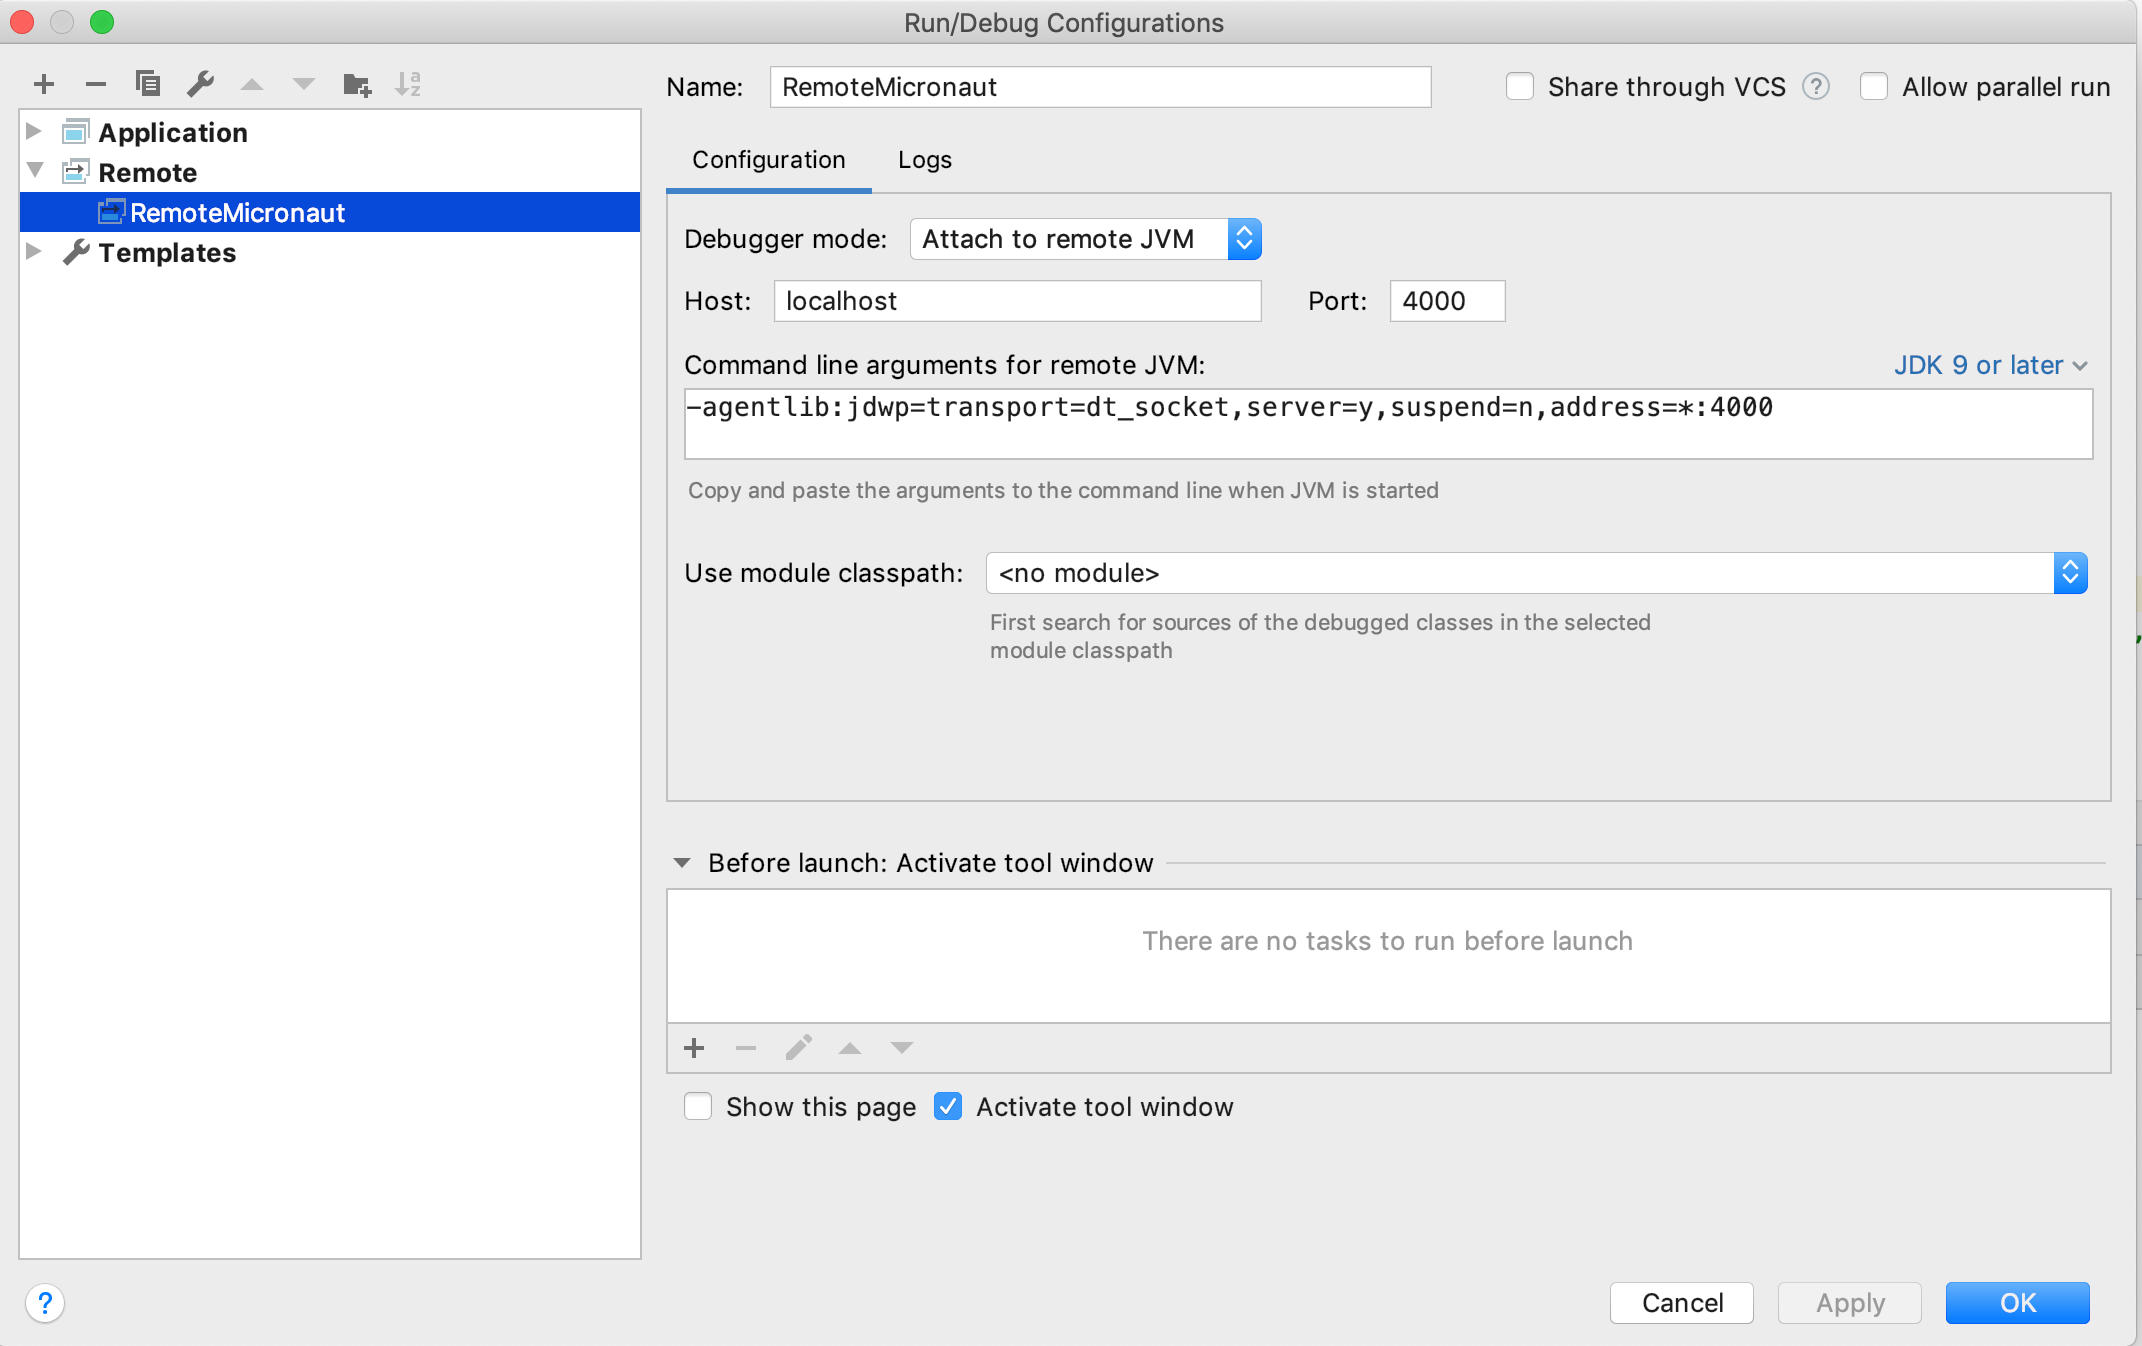 Run/Debug Configurations
Name: RemoteMicronaut Share through VCS ? Allow parallel run
Application
Remote
RemoteMicronaut
Templates
Configuration Logs
Debugger mode: Attach to remote JVM
Host: localhost Port: 4000
Command line arguments for remote JVM: JDK 9 or later
-agentlib:jdwp=transport=dt_socket,server=y,suspend=n,address=*:4000
Copy and paste the arguments to the command line when JVM is started
Use module classpath: <no module>
First search for sources of the debugged classes in the selected
module classpath
Before launch: Activate tool window
There are no tasks to run before launch
Show this page Activate tool window
? Cancel Apply OK